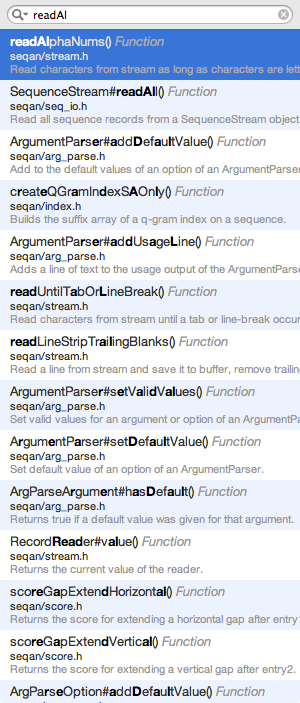 readAl
readAlphaNums() Function
seqan/stream.h
Read characters from stream as long as characters are lett
SequenceStream#readAll() Function
seqan/seq_io.h
Read all sequence records from a SequenceStream object
ArgumentParser#addDefaultValue() Function
seqan/arg_parse.h
Add to the default values of an option of an ArgumentParser
createQGramIndexSAOnly() Function
seqan/index.h
Builds the suffix array of a q-gram index on a sequence.
ArgumentParser#addUsageLine() Function
seqan/arg_parse.h
Adds a line of text to the usage output of the ArgumentParse
readUntilTabOrLineBreak() Function
seqan/stream.h
Read characters from stream until a tab or line-break occur
readLineStripTrailingBlanks() Function
seqan/stream.h
Read a line from stream and save it to buffer, remove trailing
ArgumentParser#setValidValues() Function
seqan/arg_parse.h
Set valid values for an argument or option of an ArgumentPa
ArgumentParser#setDefaultValue() Function
seqan/arg_parse.h
Set default value of an option of an ArgumentParser.
ArgParseArgument#hasDefault() Function
seqan/arg_parse.h
Returns true if a default value was given for that argument.
RecordReader#value() Function
seqan/stream.h
Returns the current value of the reader.
scoreGapExtendHorizontal() Function
seqan/score.h
Returns the score for extending a horizontal gap after entry1
scoreGapExtendVertical() Function
seqan/score.h
Returns the score for extending a vertical gap after entry2.
ArgParseOption#addDefaultValue() Function